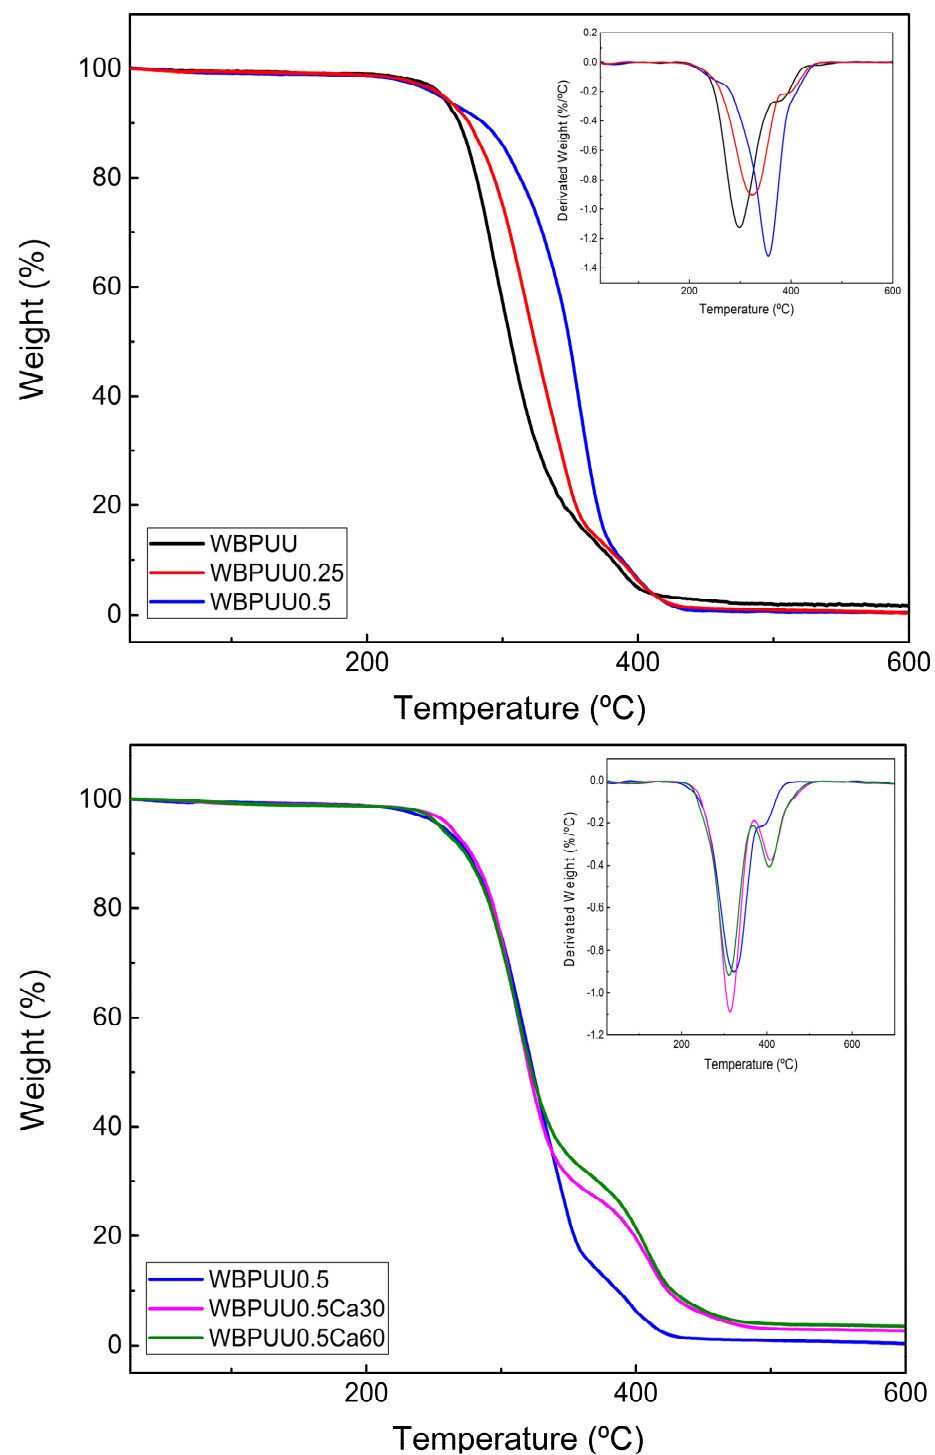 100
80
60
40
20
0
Weight (%)
200
400
600
Temperature (ºC)
WBPUU
WBPUU0.25
WBPUU0.5
0.2
0.0
-0.2
-0.4
-0.6
-0.8
-1.0
-1.2
-1.4
Derivated Weight (%/ºC)
200
400
600
Temperature (ºC)
100
80
60
40
20
0
Weight (%)
200
400
600
Temperature (ºC)
WBPUU0.5
WBPUU0.5Ca30
WBPUU0.5Ca60
0.0
-0.2
-0.4
-0.6
-0.8
-1.0
-1.2
Derivated Weight (%/ºC)
200
400
600
Temperature (ºC)